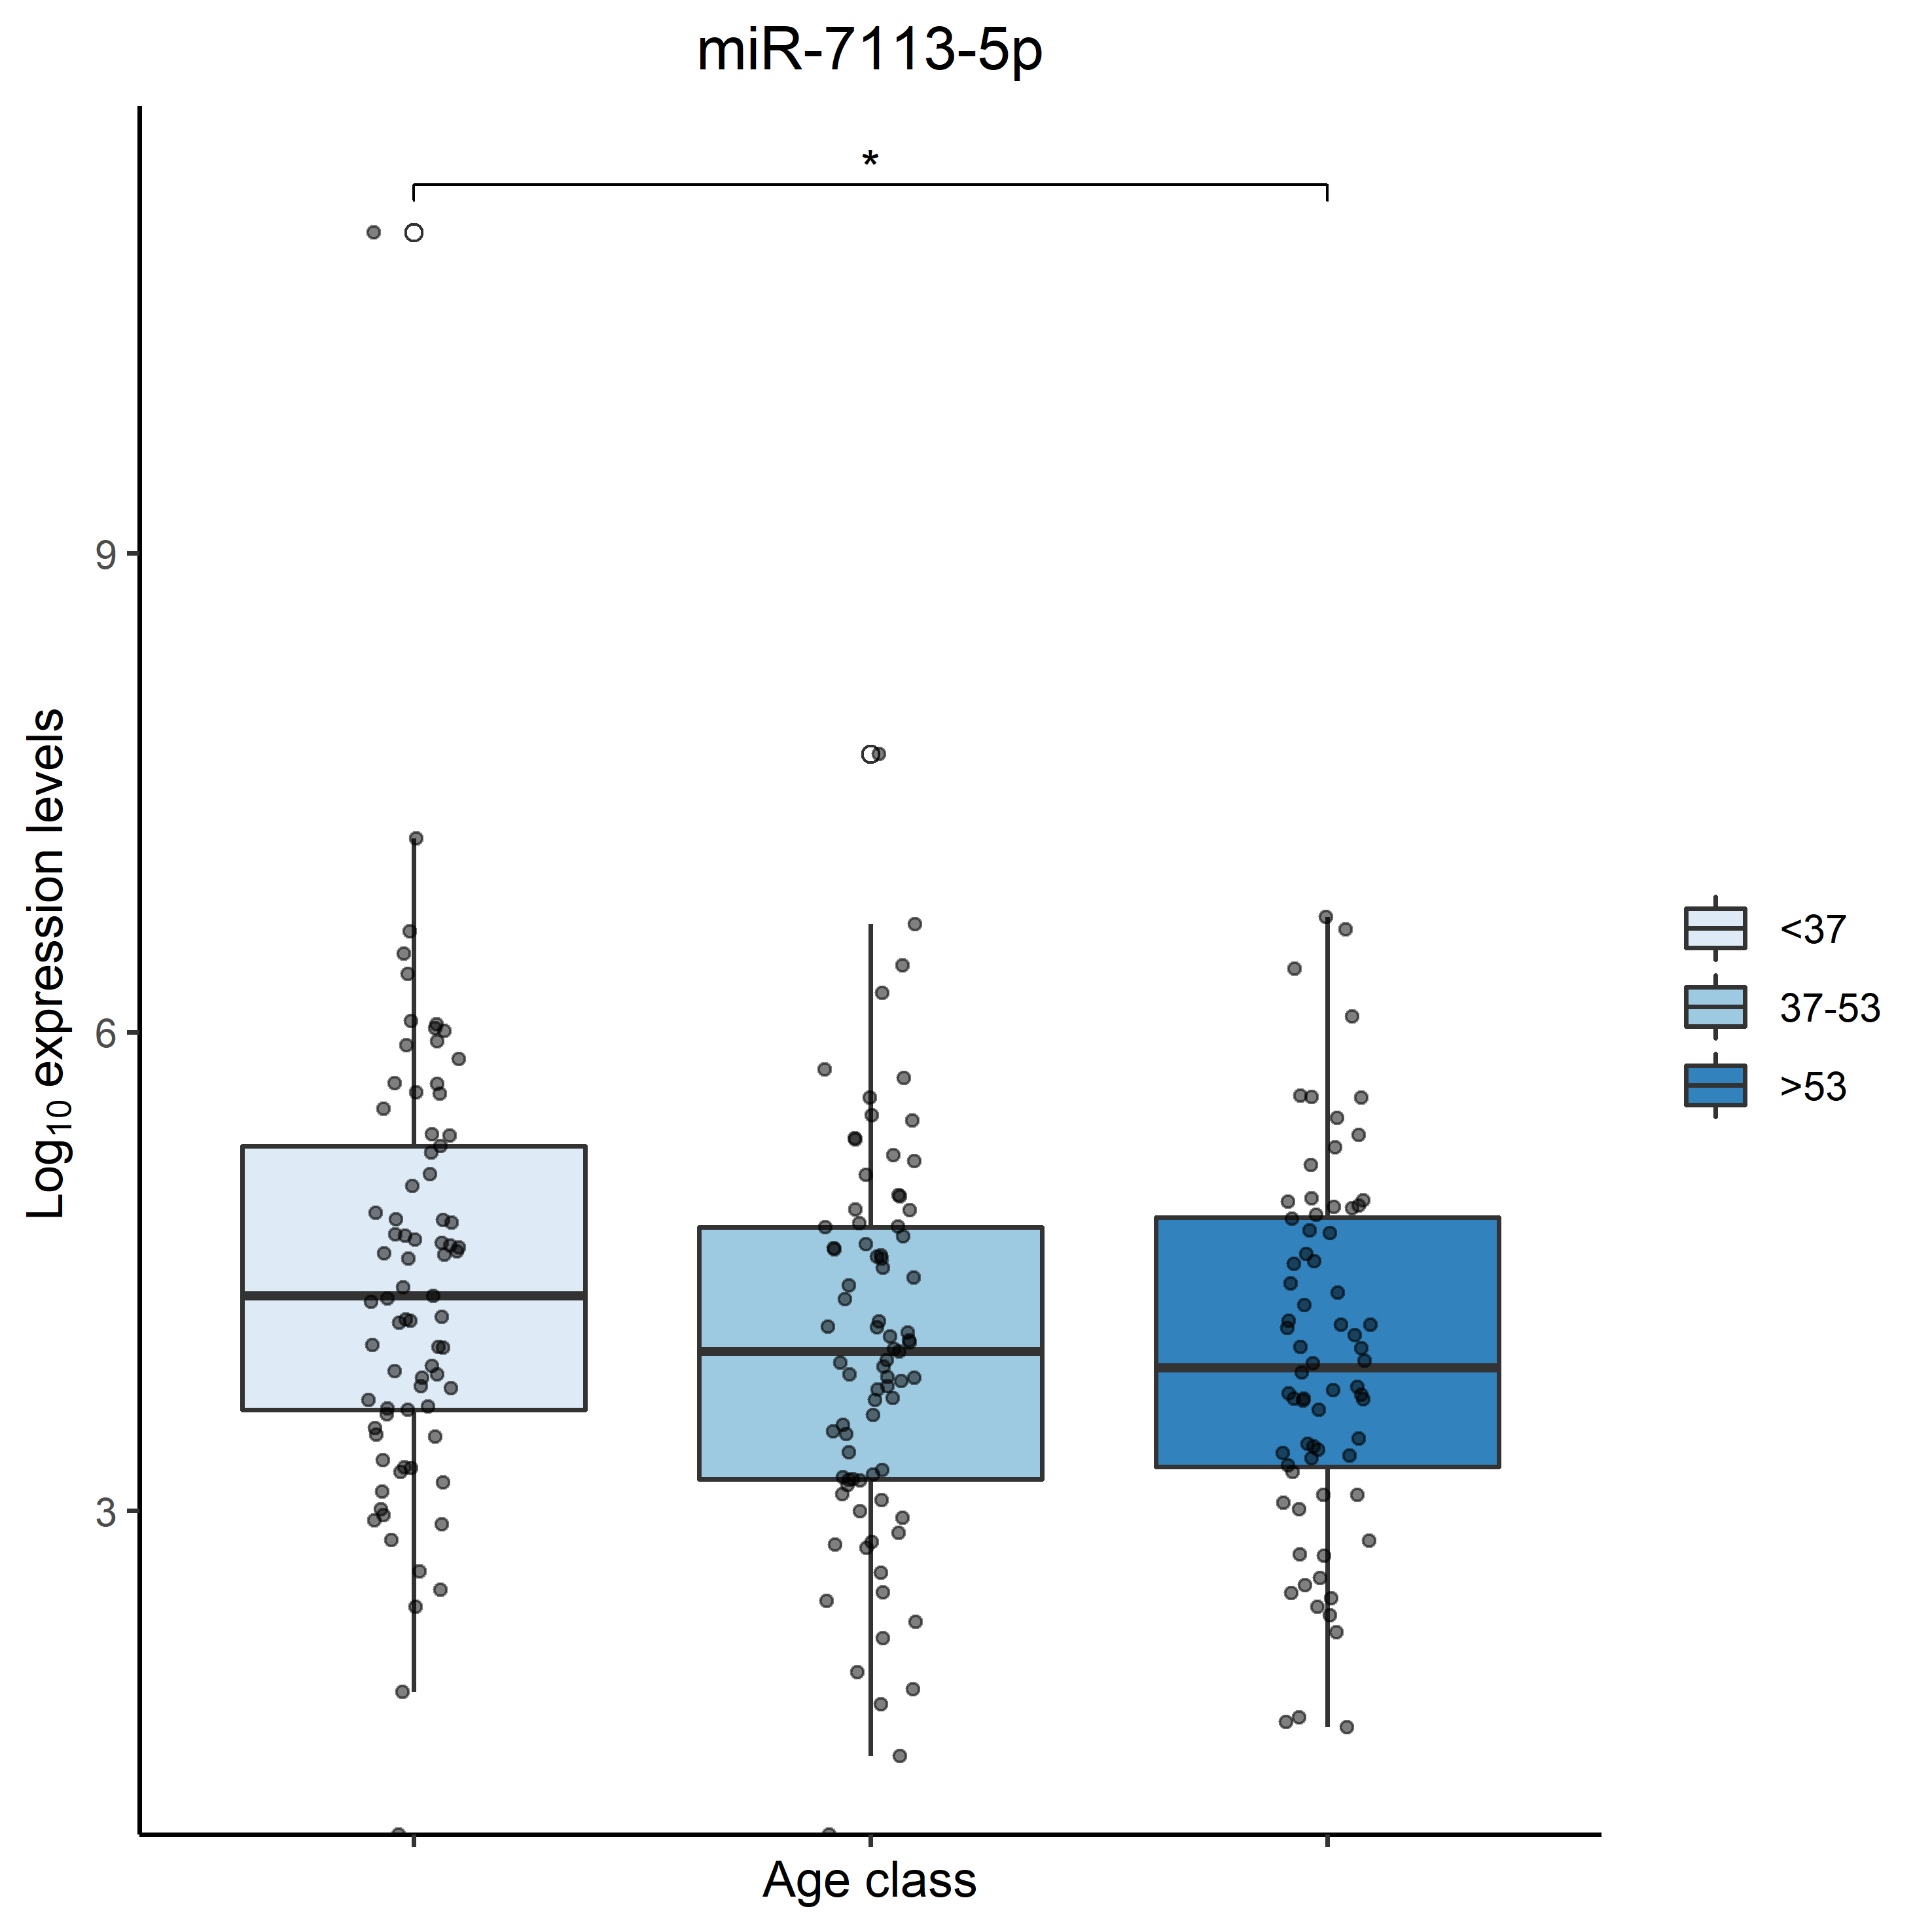 miR-7113-5p
*
9
6
3
Log₁₀ expression levels
<37
37-53
>53
Age class